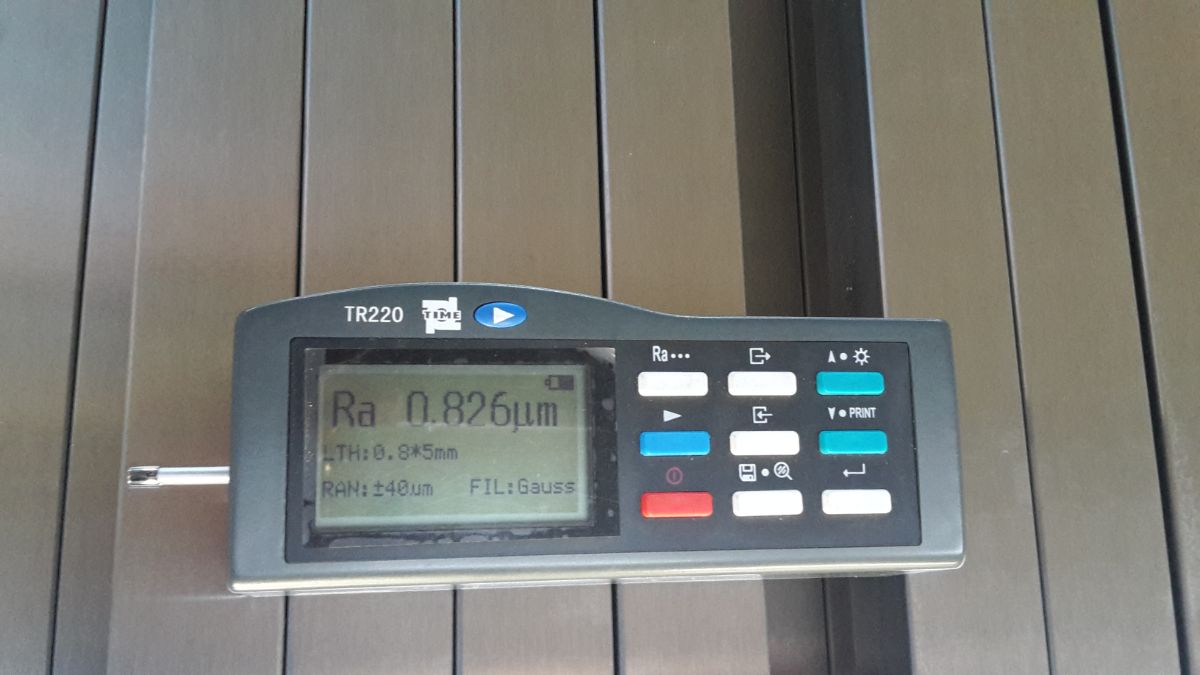 TR220 TIME
Ra 0.826µm
LTH:0.8*5mm
RAN:±40um FIL:Gauss
Ra•••
PRINT